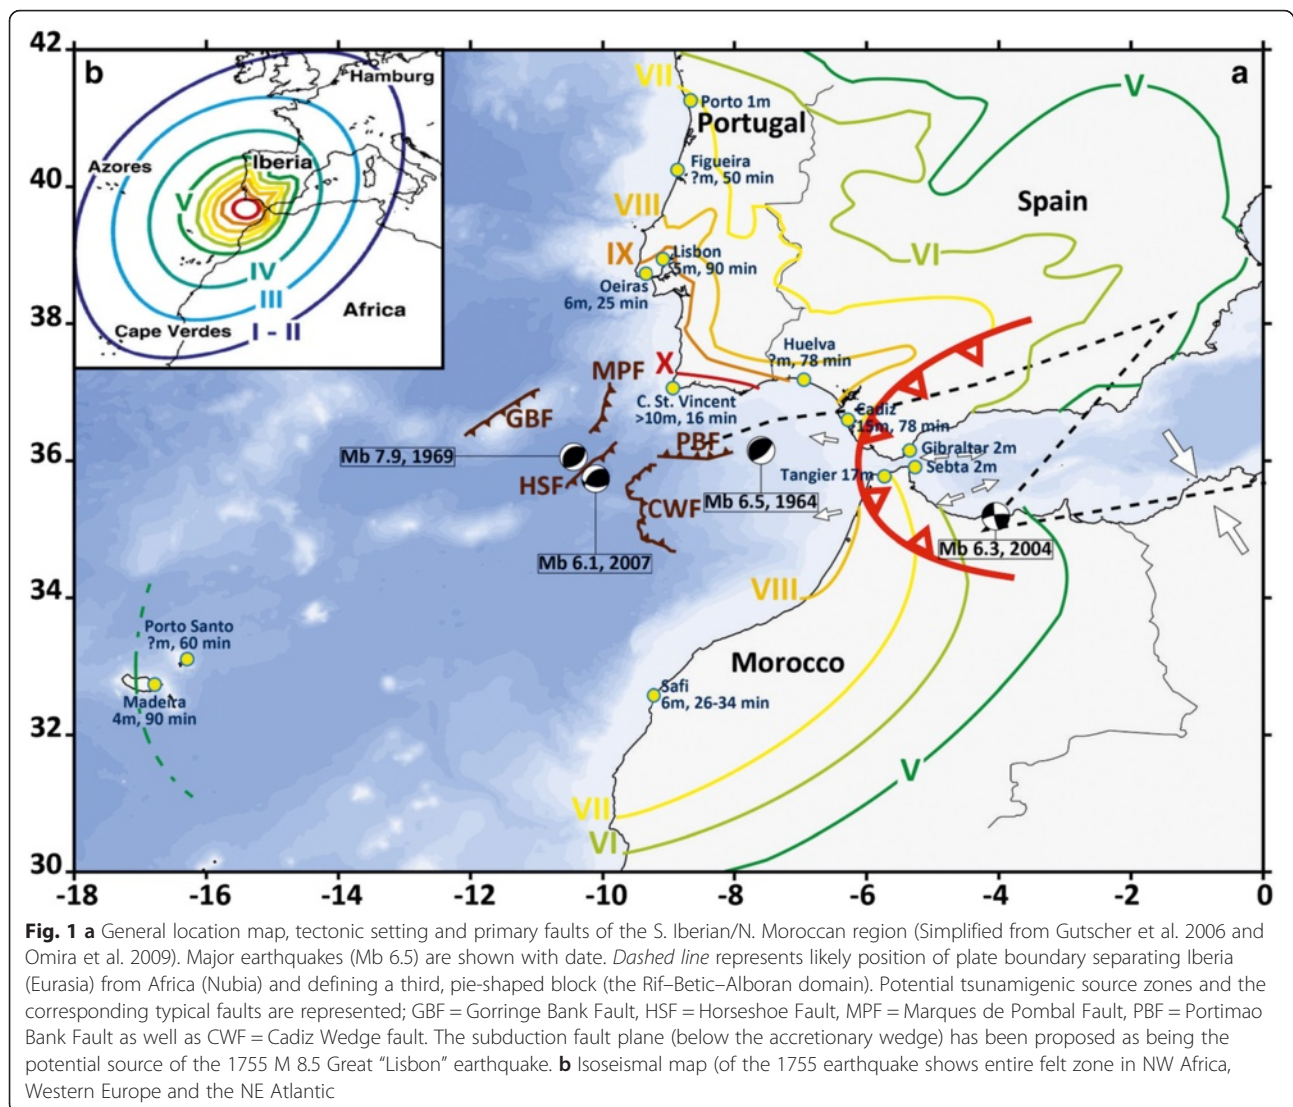 42
b
Hamburg
Azores
Iberia
V
IV
III
I - II
Cape Verdes
Africa
a
VII
Porto 1m
Portugal
V
40
Figueira
?m, 50 min
VIII
Spain
IX
Lisbon
5m, 90 min
VI
Oeiras
6m, 25 min
38
Huelva
?m, 78 min
X
MPF
GBF
C. St. Vincent
>10m, 16 min
Cadiz
15m, 78 min
PBF
Gibraltar 2m
36
Mb 7.9, 1969
Sebta 2m
Tangier 17m
HSF
Mb 6.5, 1964
CWF
Mb 6.3, 2004
Mb 6.1, 2007
34
VIII
Porto Santo
?m, 60 min
Morocco
Madeira
4m, 90 min
Safi
6m, 26-34 min
32
V
VII
VI
30
-18 -16 -14 -12 -10 -8 -6 -4 -2 0
Fig. 1 a General location map, tectonic setting and primary faults of the S. Iberian/N. Moroccan region (Simplified from Gutscher et al. 2006 and
Omira et al. 2009). Major earthquakes (Mb 6.5) are shown with date. Dashed line represents likely position of plate boundary separating Iberia
(Eurasia) from Africa (Nubia) and defining a third, pie-shaped block (the Rif–Betic–Alboran domain). Potential tsunamigenic source zones and the
corresponding typical faults are represented; GBF = Gorringe Bank Fault, HSF = Horseshoe Fault, MPF = Marques de Pombal Fault, PBF = Portimao
Bank Fault as well as CWF = Cadiz Wedge fault. The subduction fault plane (below the accretionary wedge) has been proposed as being the
potential source of the 1755 M 8.5 Great “Lisbon” earthquake. b Isoseismal map (of the 1755 earthquake shows entire felt zone in NW Africa,
Western Europe and the NE Atlantic